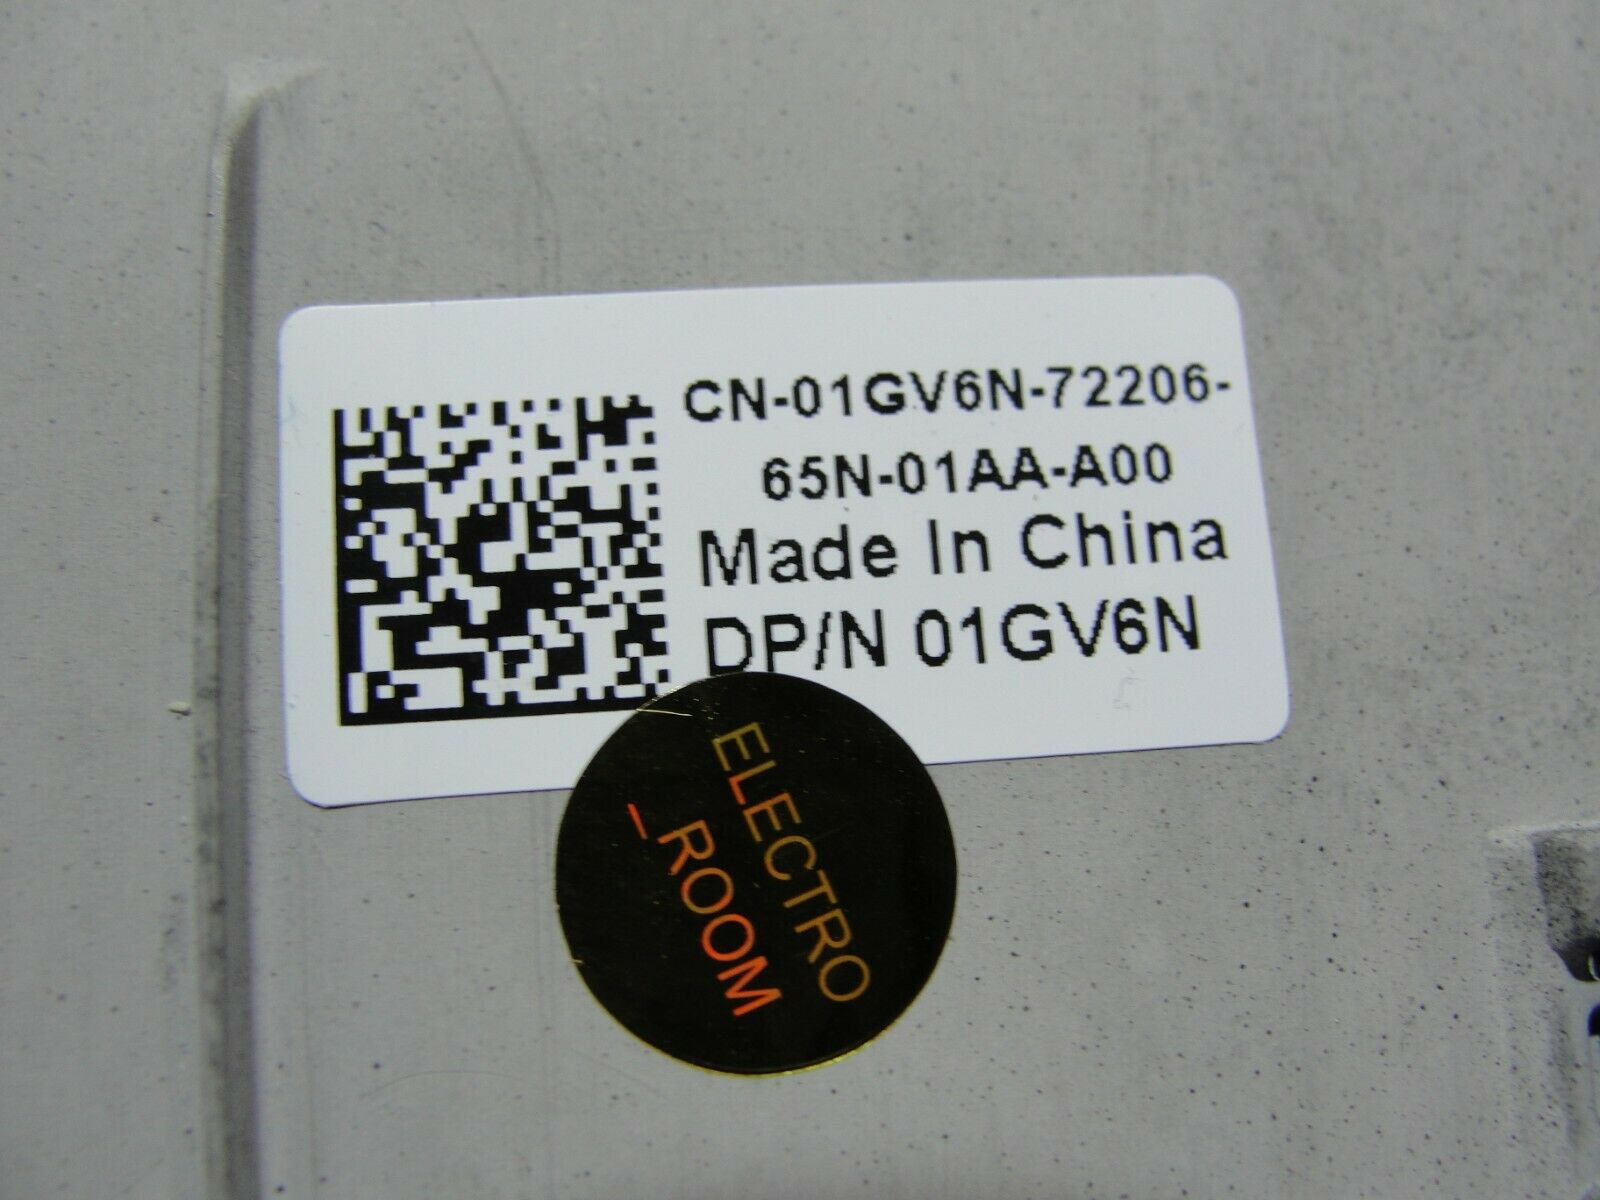 CN-01GV6N-72206-
65N-01AA-A00
Made In China
DP/N 01GV6N
ELECTRO
_ROOM